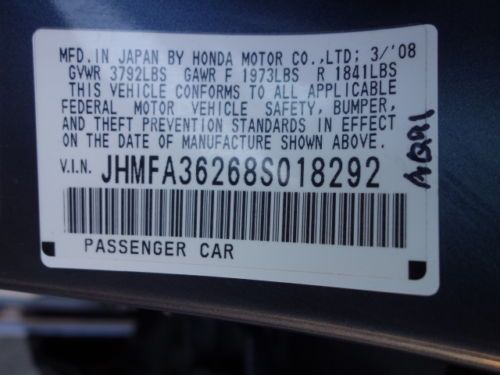 MFD.IN JAPAN BY HONDA MOTOR CO.,LTD; 3/'08
GVWR 3792LBS GAWR F 1973LBS R 1841LBS
THIS VEHICLE CONFORMS TO ALL APPLICABLE
FEDERAL MOTOR VEHICLE SAFETY, BUMPER,
AND THEFT PREVENTION STANDARDS IN EFFECT
ON THE DATE OF MANUFACTURE SHOWN ABOVE.
V.I.N. JHMFA36268S018292
PASSENGER CAR